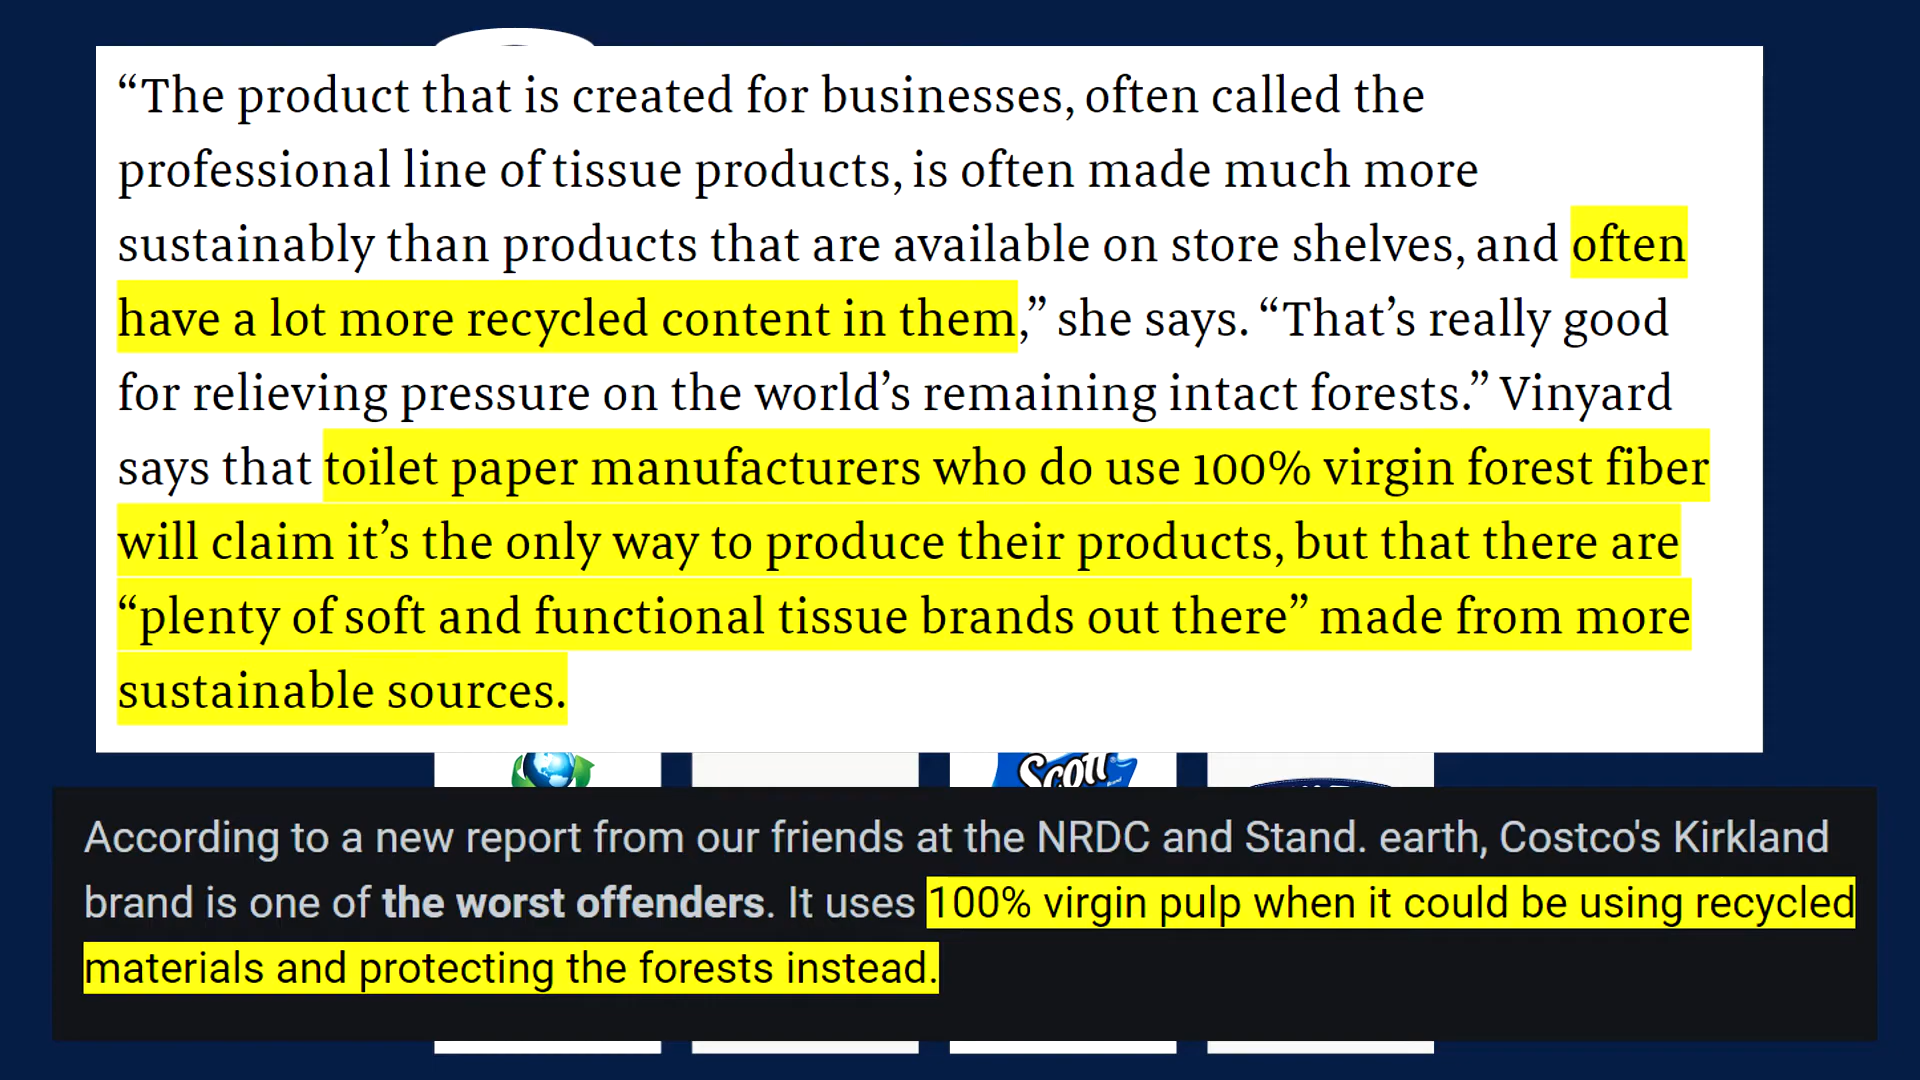 “The product that is created for businesses, often called the
professional line of tissue products, is often made much more
sustainably than products that are available on store shelves, and often
have a lot more recycled content in them,” she says. “That’s really good
for relieving pressure on the world’s remaining intact forests.” Vinyard
says that toilet paper manufacturers who do use 100% virgin forest fiber
will claim it’s the only way to produce their products, but that there are
“plenty of soft and functional tissue brands out there” made from more
sustainable sources.
Scott
According to a new report from our friends at the NRDC and Stand. earth, Costco's Kirkland
brand is one of the worst offenders. It uses 100% virgin pulp when it could be using recycled
materials and protecting the forests instead.